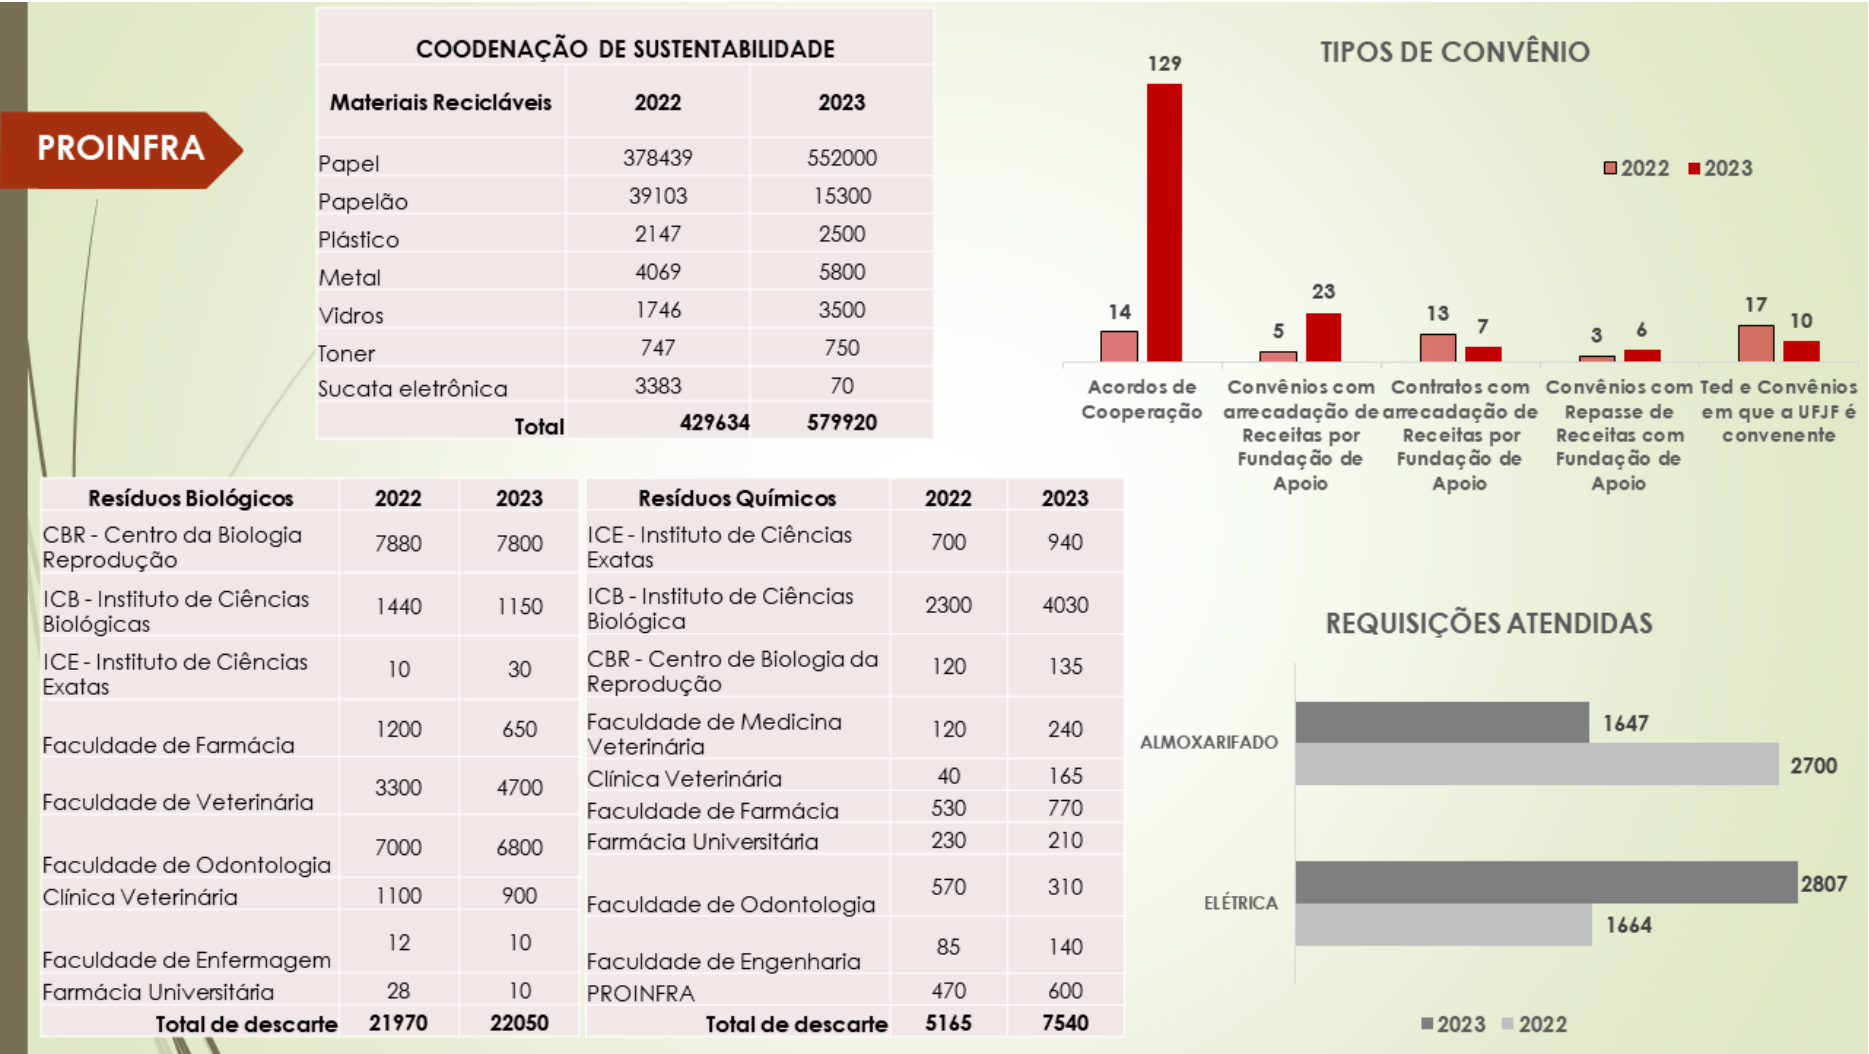 PROINFRA
COODENAÇÃO DE SUSTENTABILIDADE
Materiais Recicláveis 2022 2023
Papel 378439 552000
Papelão 39103 15300
Plástico 2147 2500
Metal 4069 5800
Vidros 1746 3500
Toner 747 750
Sucata eletrônica 3383 70
Total 429634 579920
TIPOS DE CONVÊNIO
2022 2023
129
14
5
23
13
7
3
6
17
10
Acordos de
Cooperação
Convênios com
arrecadação de
Receitas por
Fundação de
Apoio
Contratos com
arrecadação de
Receitas por
Fundação de
Apoio
Convênios com
Repasse de
Receitas com
Fundação de
Apoio
Ted e Convênios
em que a UFJF é
convenente
Resíduos Biológicos 2022 2023
CBR - Centro da Biologia
Reprodução 7880 7800
ICB - Instituto de Ciências
Biológicas 1440 1150
ICE - Instituto de Ciências
Exatas 10 30
Faculdade de Farmácia 1200 650
Faculdade de Veterinária 3300 4700
Faculdade de Odontologia 7000 6800
Clínica Veterinária 1100 900
Faculdade de Enfermagem 12 10
Farmácia Universitária 28 10
Total de descarte 21970 22050
Resíduos Químicos 2022 2023
ICE - Instituto de Ciências
Exatas 700 940
ICB - Instituto de Ciências
Biológica 2300 4030
CBR - Centro de Biologia da
Reprodução 120 135
Faculdade de Medicina
Veterinária 120 240
Clínica Veterinária 40 165
Faculdade de Farmácia 530 770
Farmácia Universitária 230 210
Faculdade de Odontologia 570 310
Faculdade de Engenharia 85 140
PROINFRA 470 600
Total de descarte 5165 7540
REQUISIÇÕES ATENDIDAS
ALMOXARIFADO
1647
2700
ELÉTRICA
2807
1664
2023 2022